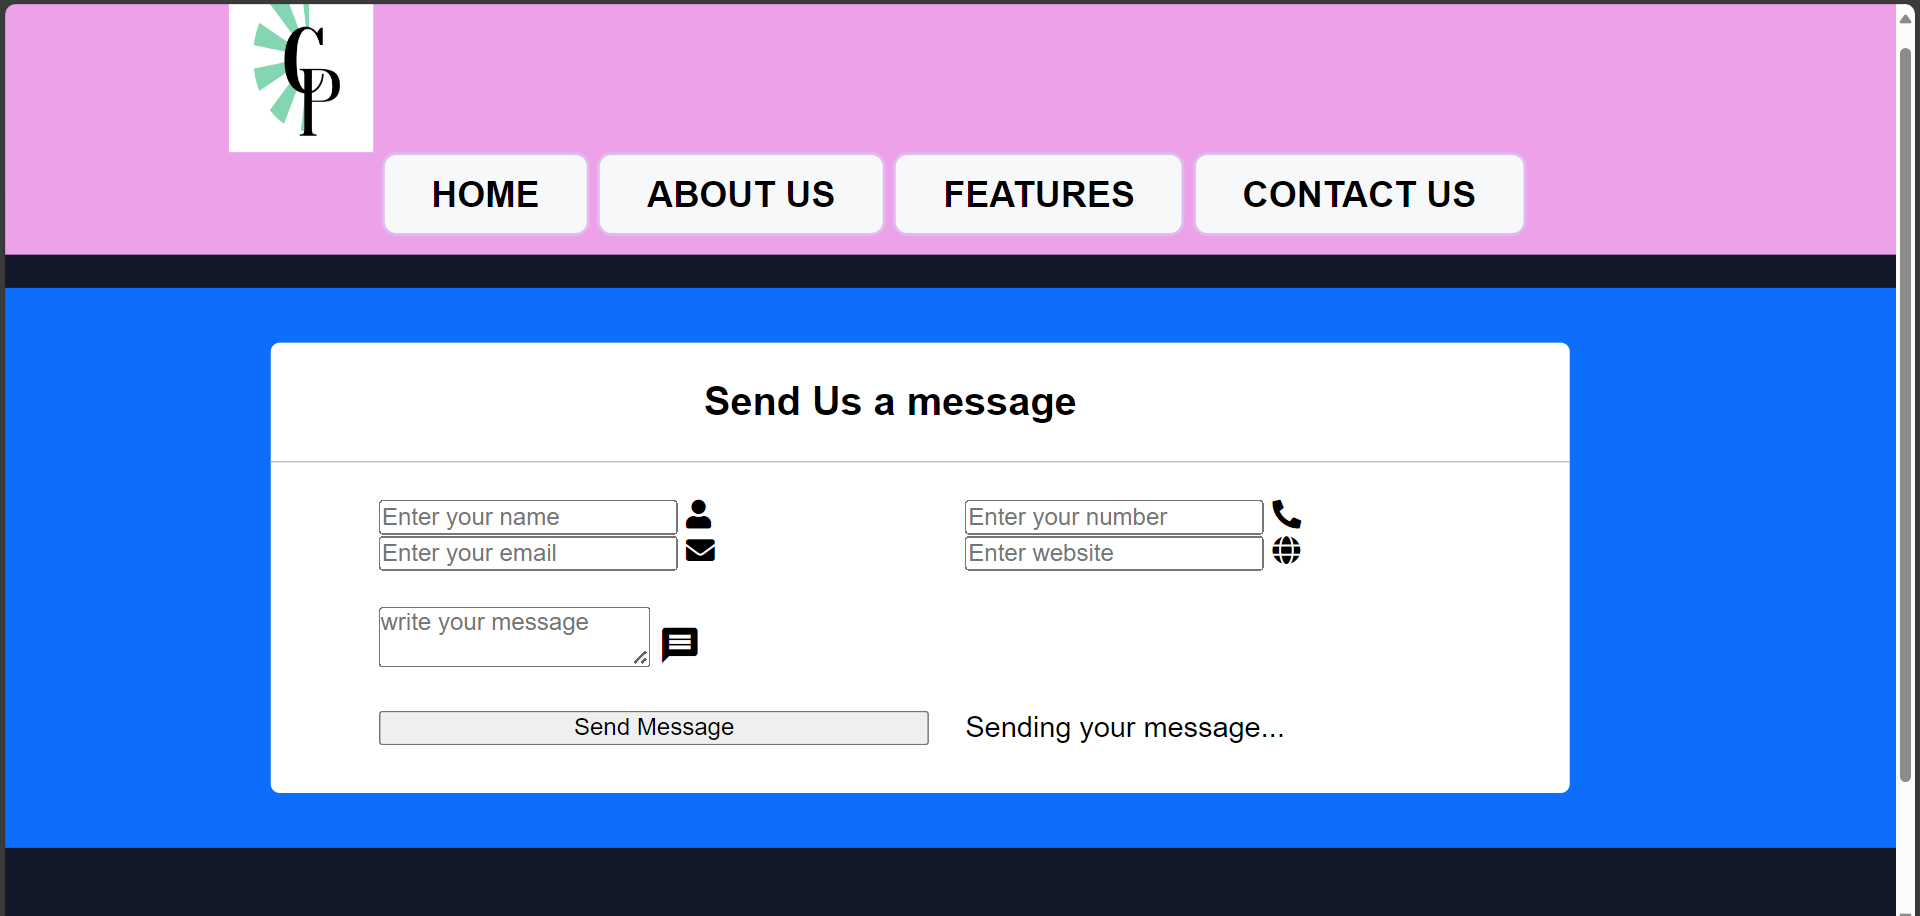 CP
HOME ABOUT US FEATURES CONTACT US
Send Us a message
Enter your name Enter your number
Enter your email Enter website
write your message
Send Message Sending your message...